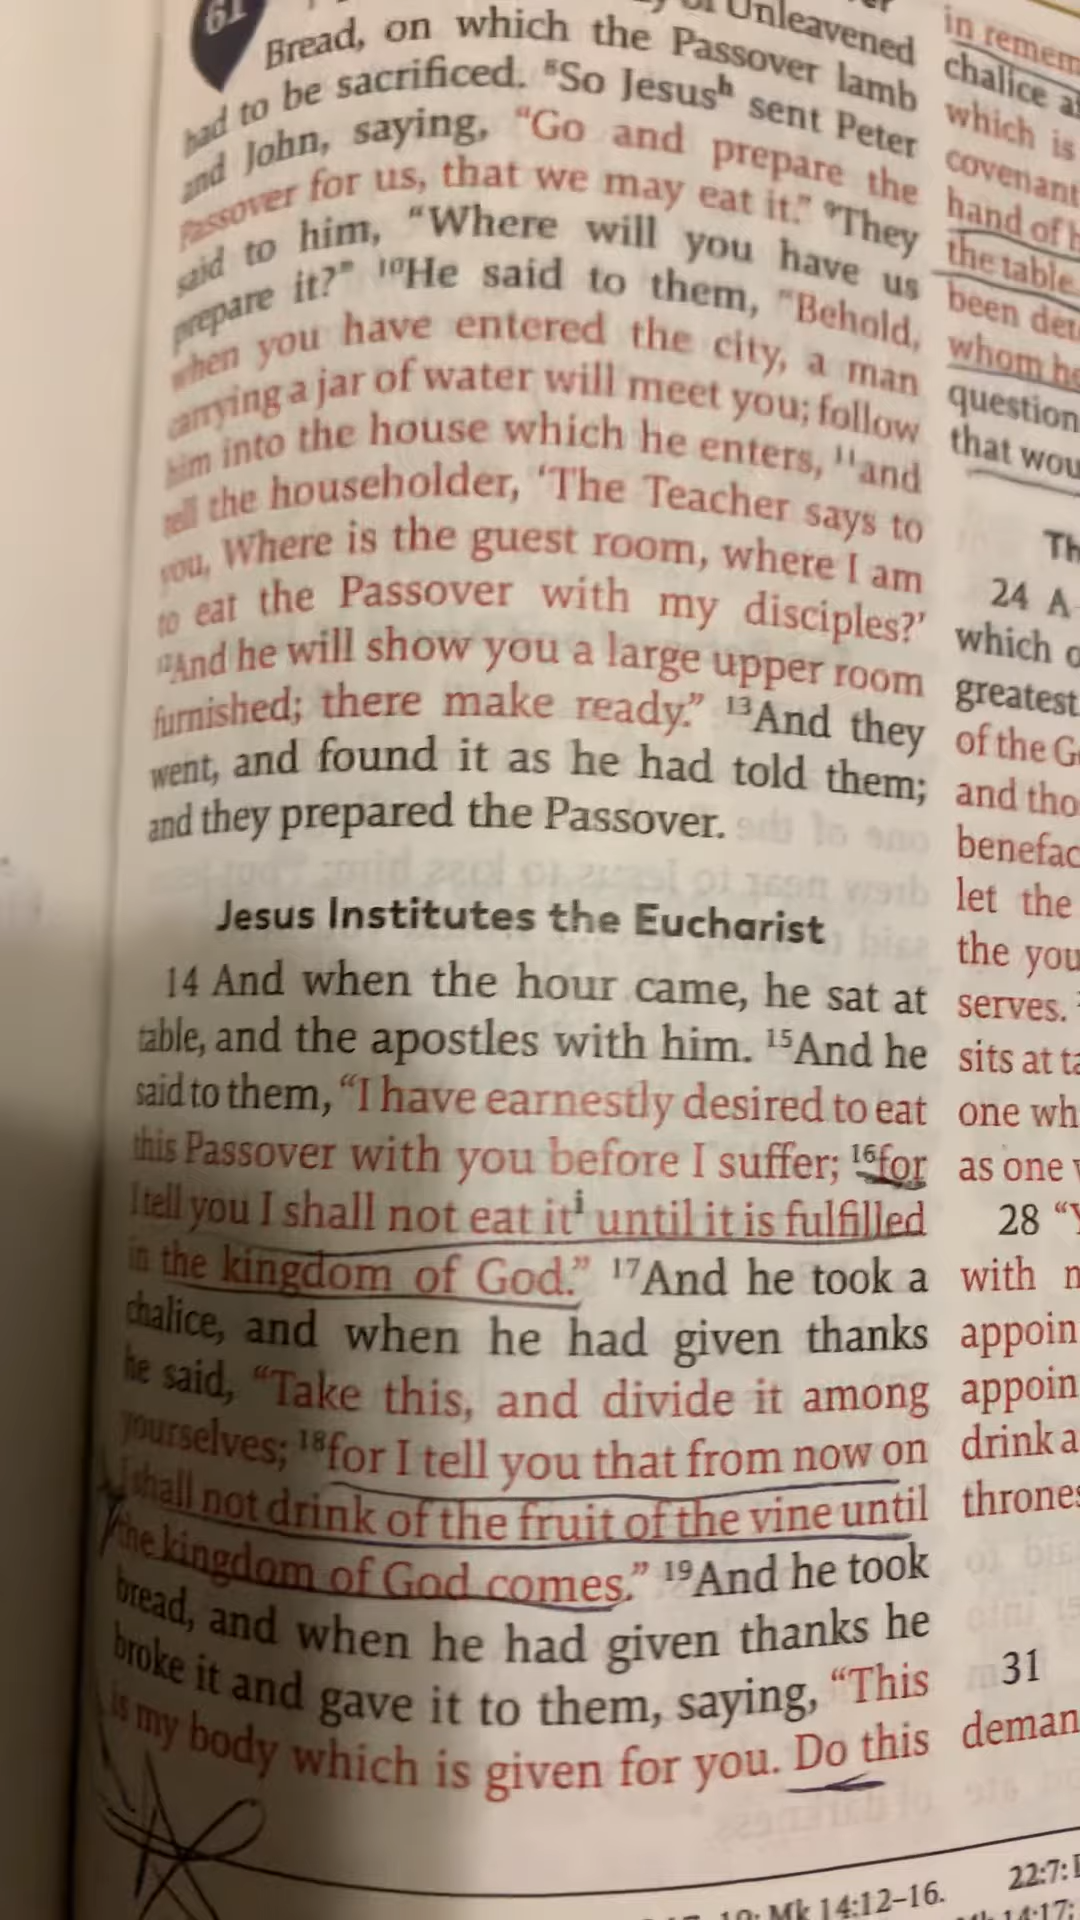 61
of Unleavened
Bread, on which the Passover lamb
had to be sacrificed. ⁸So Jesusʰ sent Peter
and John, saying, “Go and prepare the
Passover for us, that we may eat it.” ⁹They
said to him, “Where will you have us
prepare it?” ¹⁰He said to them, “Behold,
when you have entered the city, a man
carrying a jar of water will meet you; follow
him into the house which he enters, ¹¹and
tell the householder, ‘The Teacher says to
you, Where is the guest room, where I am
to eat the Passover with my disciples?’
¹²And he will show you a large upper room
furnished; there make ready.” ¹³And they
went, and found it as he had told them;
and they prepared the Passover.
Jesus Institutes the Eucharist
14 And when the hour came, he sat at
table, and the apostles with him. ¹⁵And he
said to them, “I have earnestly desired to eat
this Passover with you before I suffer; ¹⁶for
I tell you I shall not eat itⁱ until it is fulfilled
in the kingdom of God.” ¹⁷And he took a
chalice, and when he had given thanks
he said, “Take this, and divide it among
yourselves; ¹⁸for I tell you that from now on
I shall not drink of the fruit of the vine until
the kingdom of God comes.” ¹⁹And he took
bread, and when he had given thanks he
broke it and gave it to them, saying, “This
is my body which is given for you. Do this
in remem
chalice a
which is
covenant
hand of
the table.
been det
whom he
question
that wou
Th
24 A
which
greatest.
of the G
and tho
benefac
let the
the you
serves.
sits at ta
one wh
as one
28 “Y
with
appoin
appoin
drink a
thrones
31
deman
Mk 14:12–16.
22:7:
14:17: